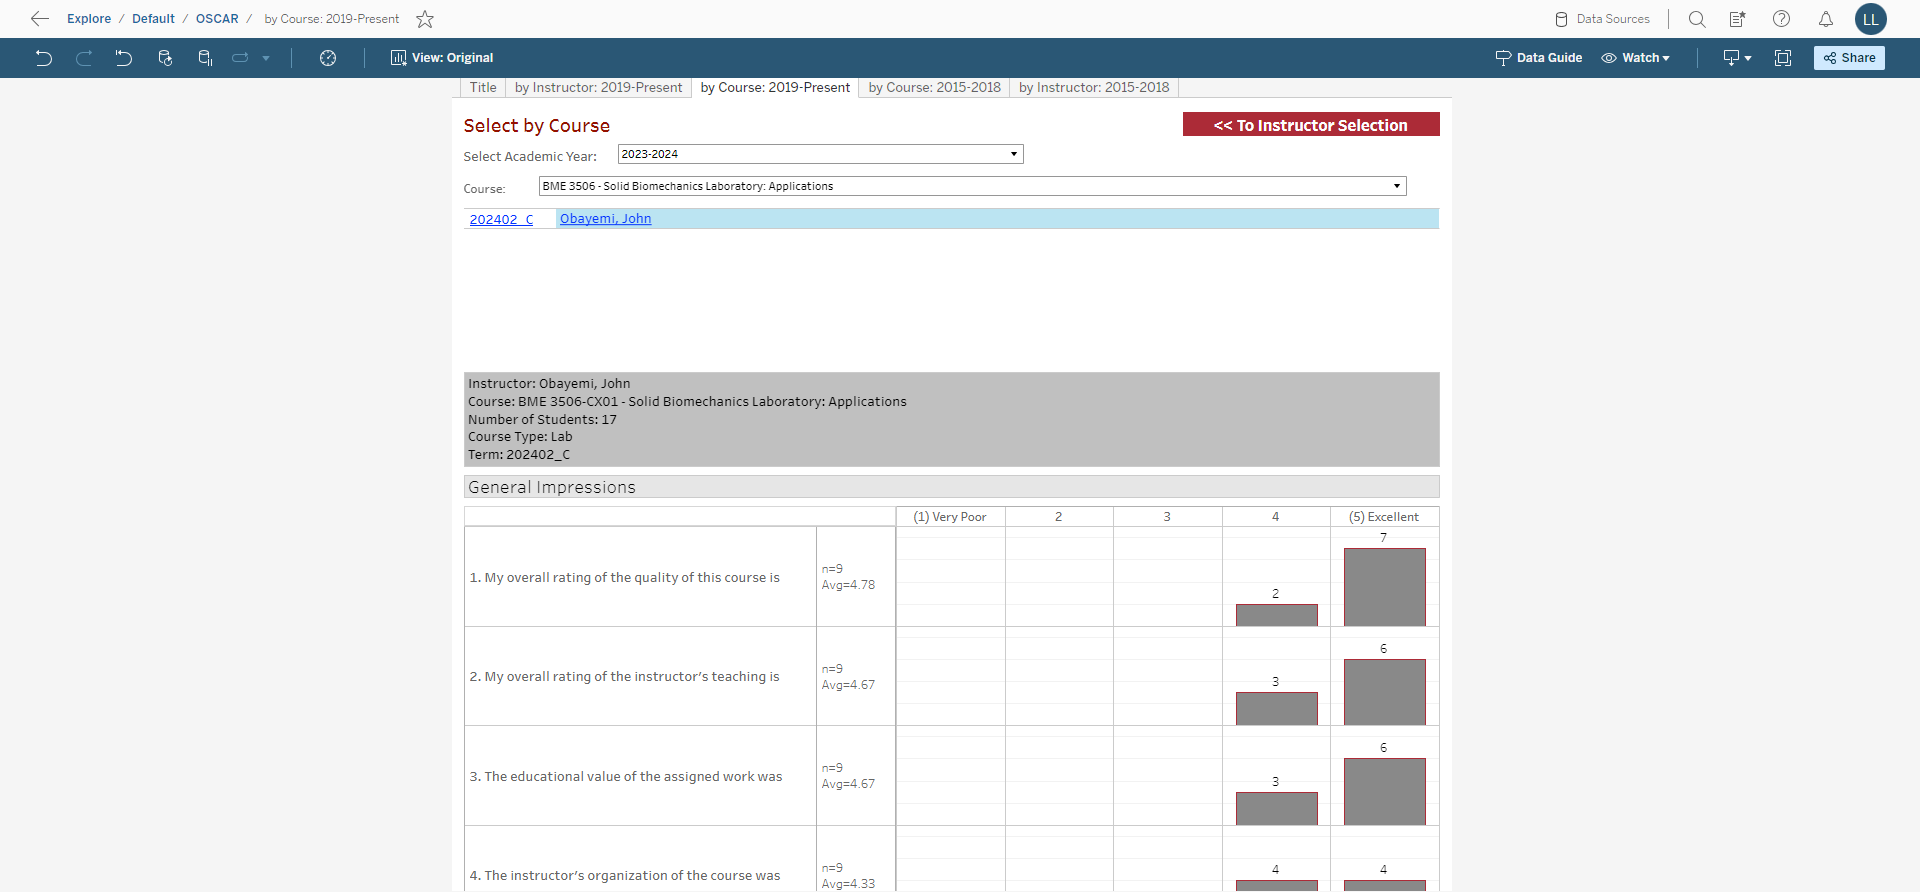 Explore / Default / OSCAR / by Course: 2019-Present
Data Sources
LL
View: Original
Data Guide
Watch
Share
Title
by Instructor: 2019-Present
by Course: 2019-Present
by Course: 2015-2018
by Instructor: 2015-2018
Select by Course
<< To Instructor Selection
Select Academic Year:
2023-2024
Course:
BME 3506 - Solid Biomechanics Laboratory: Applications
202402_C
Obayemi, John
Instructor: Obayemi, John
Course: BME 3506-CX01 - Solid Biomechanics Laboratory: Applications
Number of Students: 17
Course Type: Lab
Term: 202402_C
General Impressions
(1) Very Poor
2
3
4
(5) Excellent
1. My overall rating of the quality of this course is
n=9
Avg=4.78
2
7
2. My overall rating of the instructor's teaching is
n=9
Avg=4.67
3
6
3. The educational value of the assigned work was
n=9
Avg=4.67
3
6
4. The instructor's organization of the course was
n=9
Avg=4.33
4
4